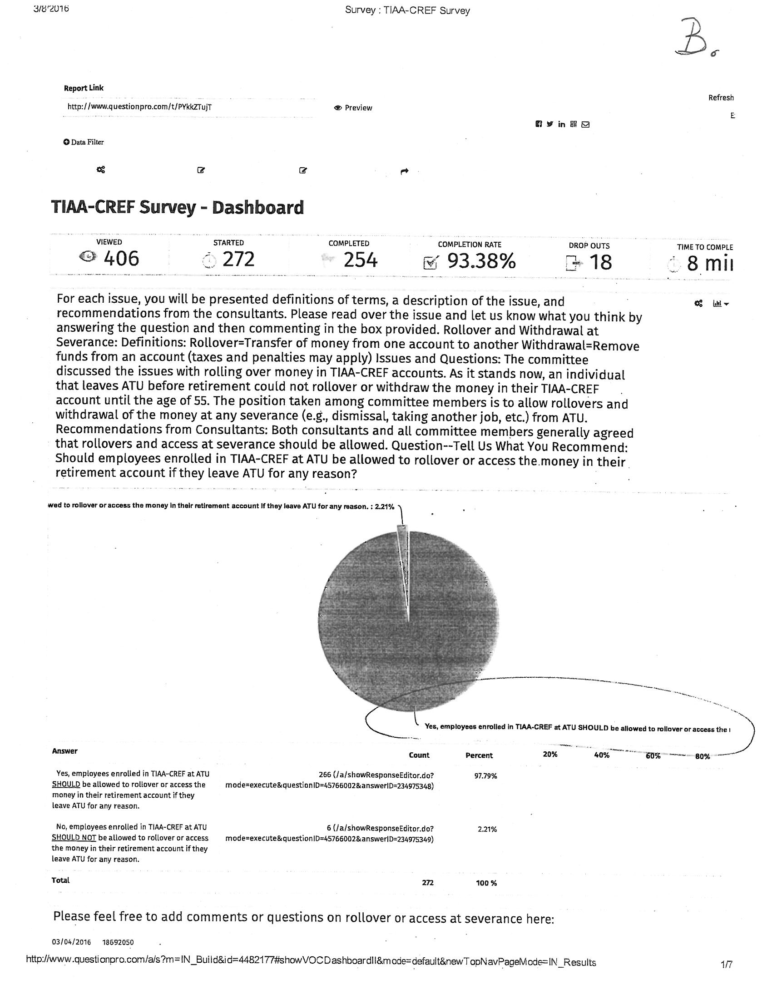 3/8/2016
Survey : TIAA-CREF Survey
B.
Report Link
http://www.questionpro.com/t/PYkkZTujT
Preview
Refresh
E
Data Filter
TIAA-CREF Survey - Dashboard
VIEWED
406
STARTED
272
COMPLETED
254
COMPLETION RATE
93.38%
DROP OUTS
18
TIME TO COMPLE
8 min
For each issue, you will be presented definitions of terms, a description of the issue, and
recommendations from the consultants. Please read over the issue and let us know what you think by
answering the question and then commenting in the box provided. Rollover and Withdrawal at
Severance: Definitions: Rollover=Transfer of money from one account to another Withdrawal=Remove
funds from an account (taxes and penalties may apply) Issues and Questions: The committee
discussed the issues with rolling over money in TIAA-CREF accounts. As it stands now, an individual
that leaves ATU before retirement could not rollover or withdraw the money in their TIAA-CREF
account until the age of 55. The position taken among committee members is to allow rollovers and
withdrawal of the money at any severance (e.g., dismissal, taking another job, etc.) from ATU.
Recommendations from Consultants: Both consultants and all committee members generally agreed
that rollovers and access at severance should be allowed. Question--Tell Us What You Recommend:
Should employees enrolled in TIAA-CREF at ATU be allowed to rollover or access the money in their
retirement account if they leave ATU for any reason?
wed to rollover or access the money in their retirement account if they leave ATU for any reason. : 2.21%
Yes, employees enrolled in TIAA-CREF at ATU SHOULD be allowed to rollover or access the
Answer Count Percent 20% 40% 60% 80%
Yes, employees enrolled in TIAA-CREF at ATU
SHOULD be allowed to rollover or access the
money in their retirement account if they
leave ATU for any reason.
266 (/a/showResponseEditor.do?
mode=execute&questionID=45766002&answerID=234975348)
97.79%
No, employees enrolled in TIAA-CREF at ATU
SHOULD NOT be allowed to rollover or access
the money in their retirement account if they
leave ATU for any reason.
6 (/a/showResponseEditor.do?
mode=execute&questionID=45766002&answerID=234975349)
2.21%
Total 272 100 %
Please feel free to add comments or questions on rollover or access at severance here:
03/04/2016 18692050
http://www.questionpro.com/a/s?m=IN_Build&id=4482177#showVOCDashboardII&mode=default&newTopNavPageMode=IN_Results
1/7